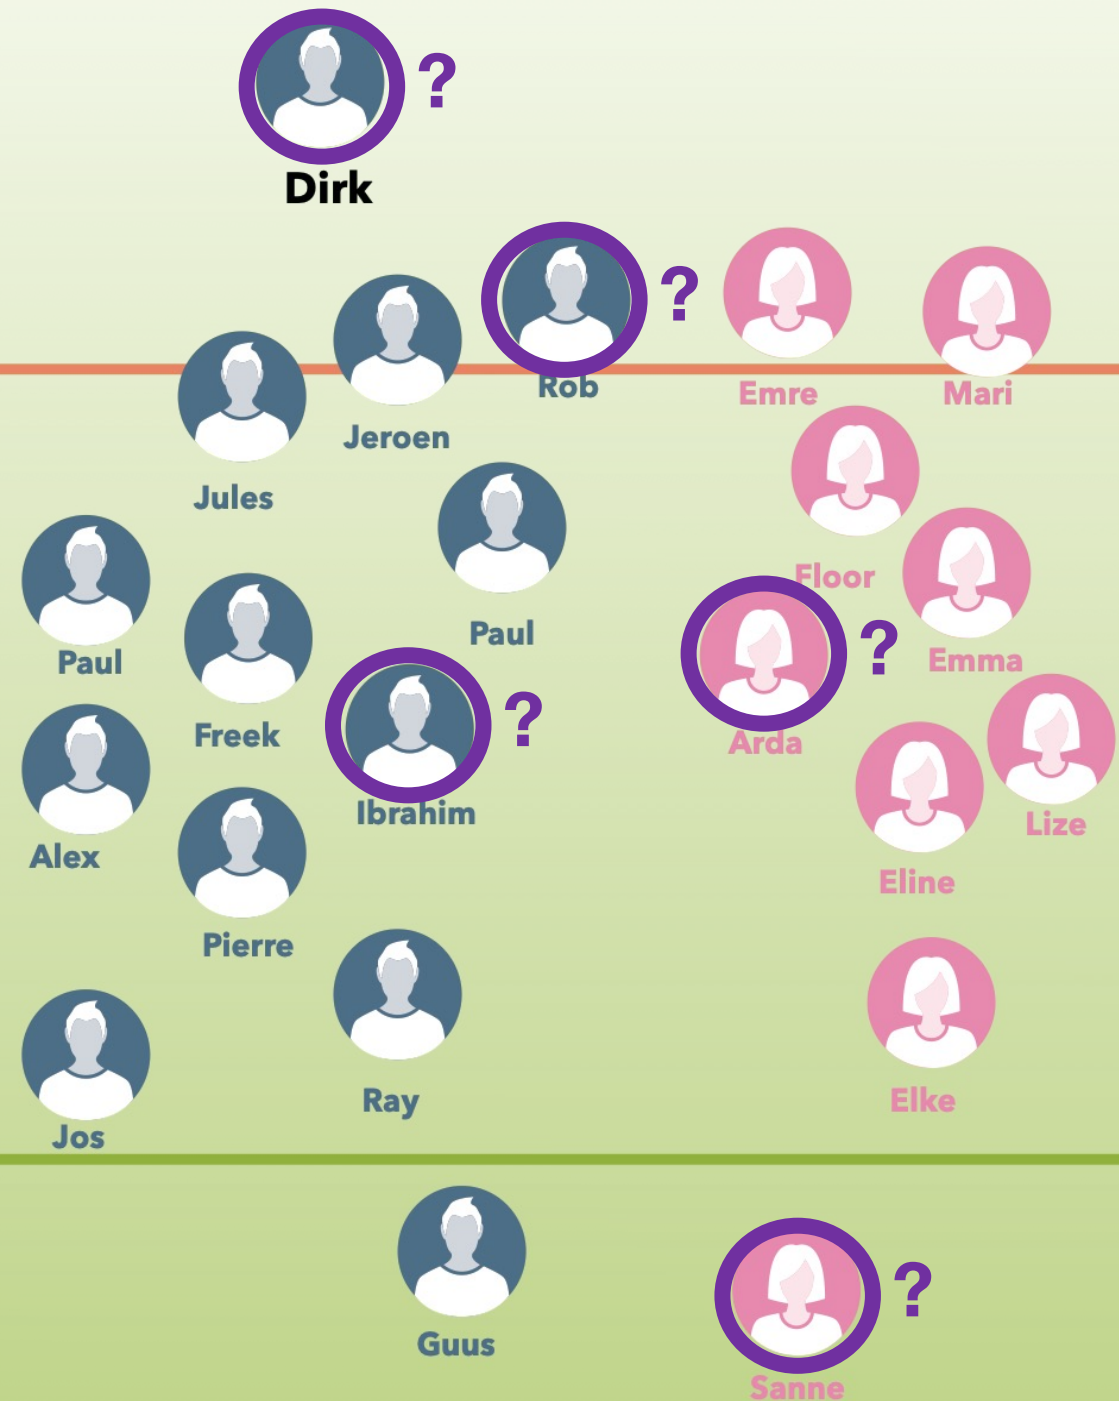 ?
Dirk
?
Rob
Emre
Mari
Jeroen
Jules
Floor
Paul
?
Paul
Emma
Freek
?
Arda
Ibrahim
Lize
Alex
Eline
Pierre
Ray
Elke
Jos
?
Guus
Sanne